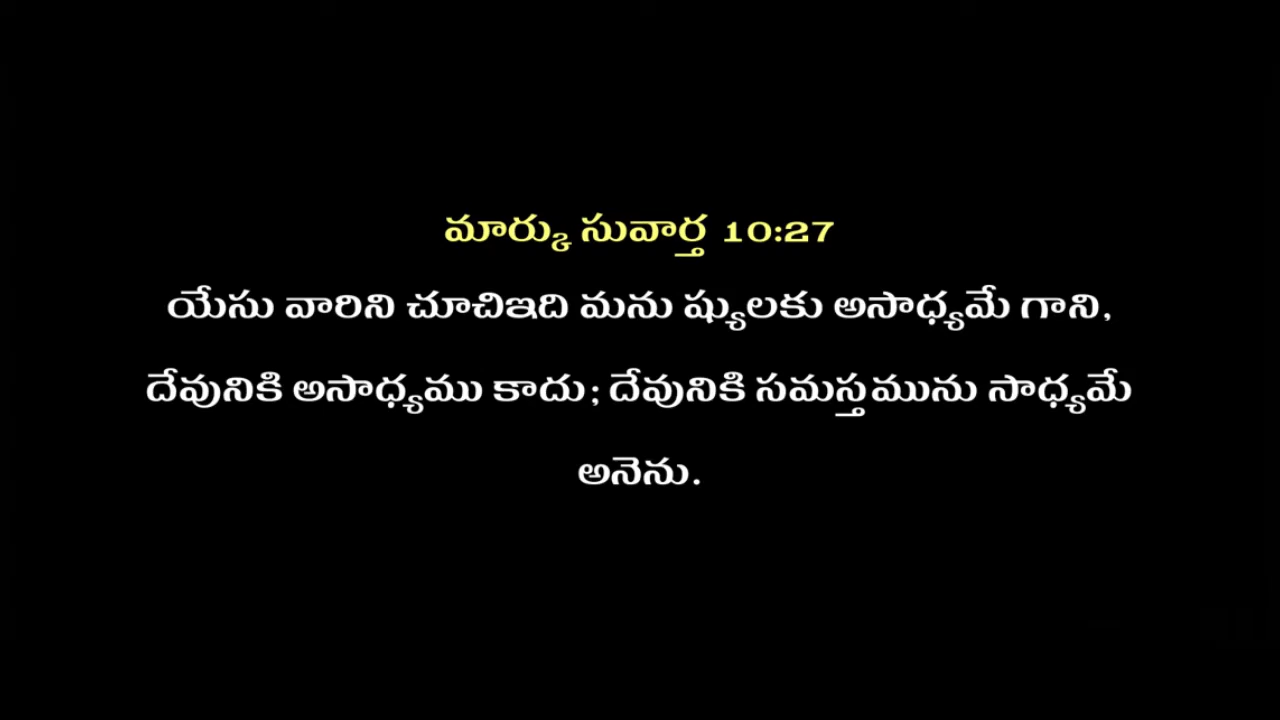 మార్కు సువార్త 10:27
యేసు వారిని చూచిఇది మను ష్యులకు అసాధ్యమే గాని,
దేవునికి అసాధ్యము కాదు; దేవునికి సమస్తమును సాధ్యమే
అనెను.